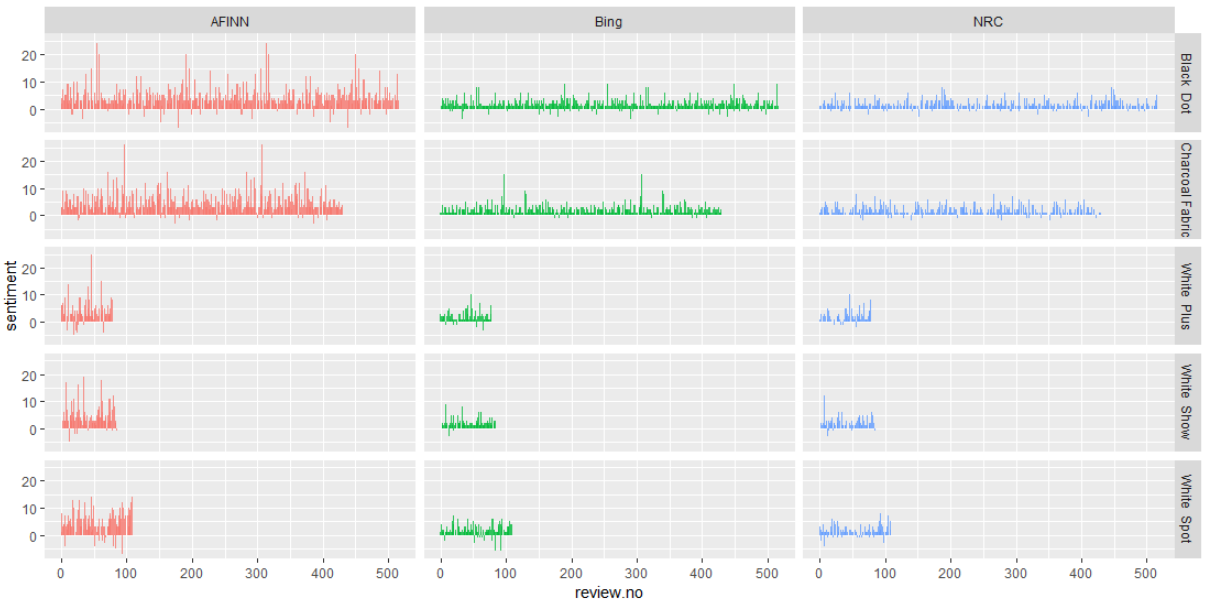 AFINN Bing NRC
20
10
0
Black Dot
20
10
0
Charcoal Fabric
sentiment
20
10
0
White Plus
20
10
0
White Show
20
10
0
White Spot
0 100 200 300 400 500 0 100 200 300 400 500 0 100 200 300 400 500
review.no